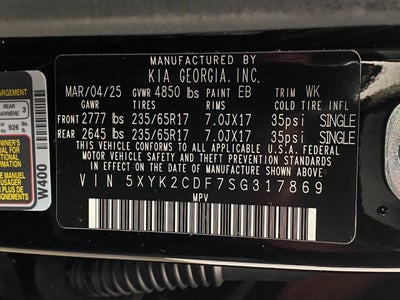 MANUFACTURED BY
KIA GEORGIA, INC.
MAR/04/25 GVWR 4850 lbs PAINT EB TRIM WK
GAWR TIRES RIMS COLD TIRE INFL
FRONT 2777 lbs 235/65R17 7.0JX17 35psi SINGLE
REAR 2645 lbs 235/65R17 7.0JX17 35psi SINGLE
THIS VEHICLE CONFORMS TO ALL APPLICABLE U.S.A. FEDERAL
MOTOR VEHICLE SAFETY AND THEFT PREVENTION STANDARDS
IN EFFECT ON THE DATE OF MANUFACTURE SHOWN ABOVE.
VIN 5XYK2CDF7SG317869
MPV
W400
REAR
3
926